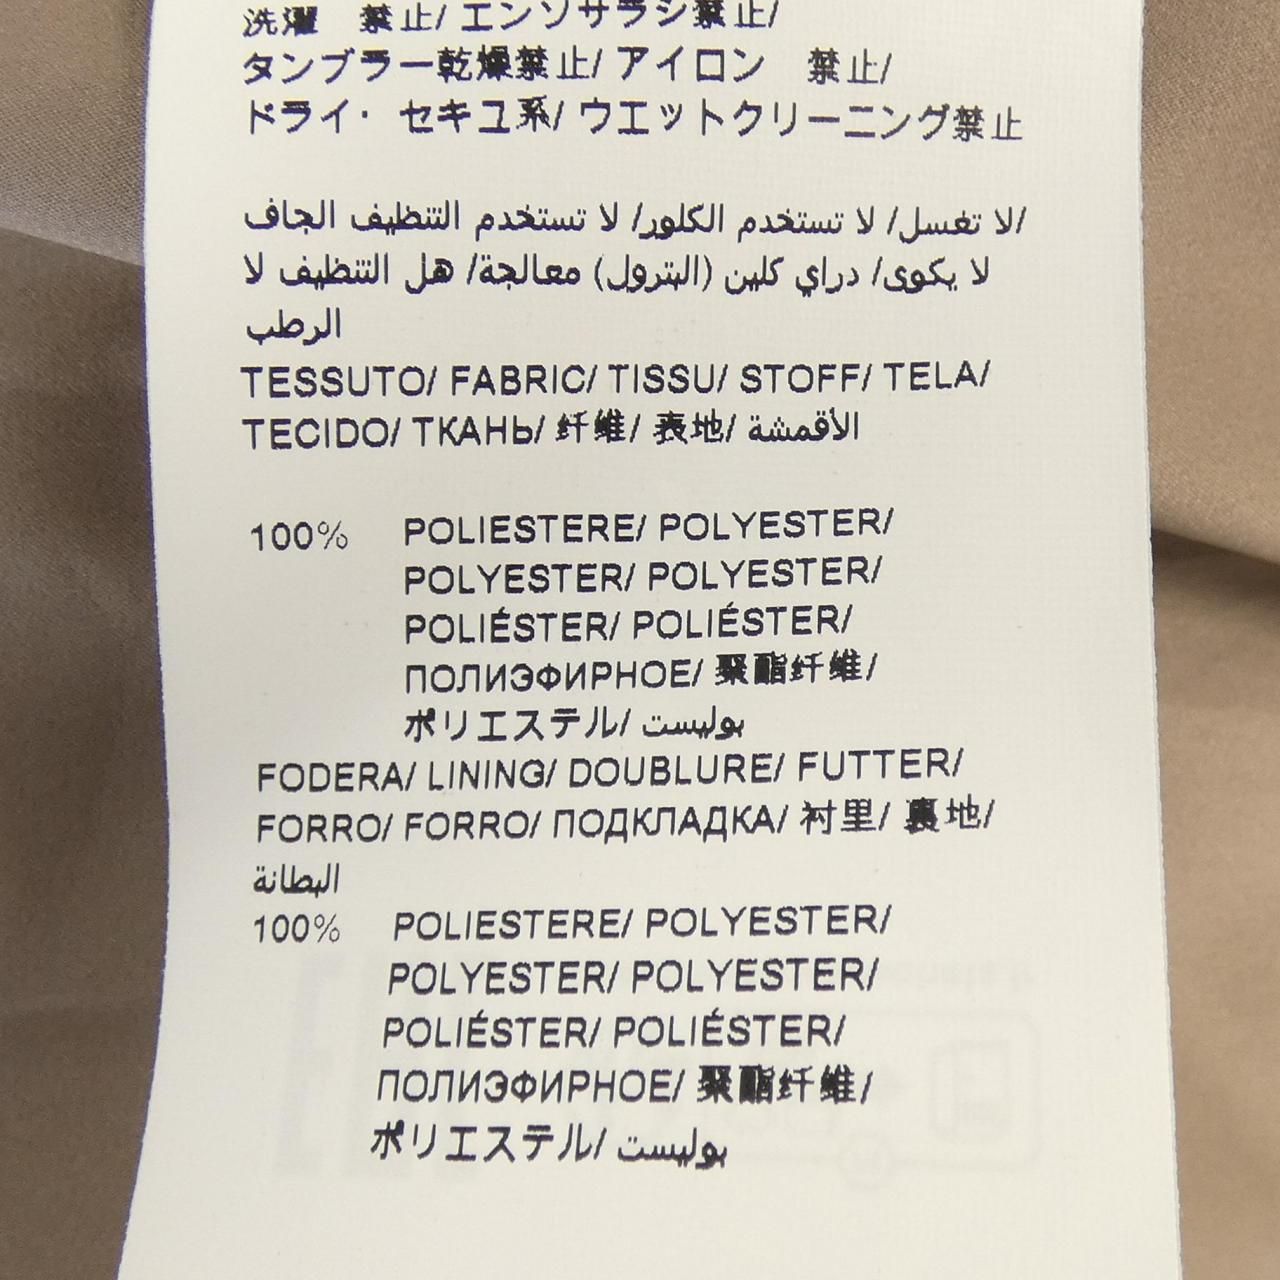 洗濯 禁止/ エンソサラシ禁止/
タンブラー乾燥禁止/ アイロン 禁止/
ドライ・ セキユ系/ ウエットクリーニング禁止
لا تغسل/ لا تستخدم الكلور/ لا تستخدم التنظيف الجاف/
لا يكوى/ دراي كلين (البترول) معالجة/ هل التنظيف لا
الرطب
TESSUTO/ FABRIC/ TISSU/ STOFF/ TELA/
TECIDO/ ТКАНЬ/ 纤维/ 表地/ الأقمشة
100% POLIESTERE/ POLYESTER/
POLYESTER/ POLYESTER/
POLIÉSTER/ POLIÉSTER/
ПОЛИЭФИРНОЕ/ 聚酯纤维/
ポリエステル/ بوليست
FODERA/ LINING/ DOUBLURE/ FUTTER/
FORRO/ FORRO/ ПОДКЛАДКА/ 衬里/ 裏地/
البطانة
100% POLIESTERE/ POLYESTER/
POLYESTER/ POLYESTER/
POLIÉSTER/ POLIÉSTER/
ПОЛИЭФИРНОЕ/ 聚酯纤维/
ポリエステル/ بوليست